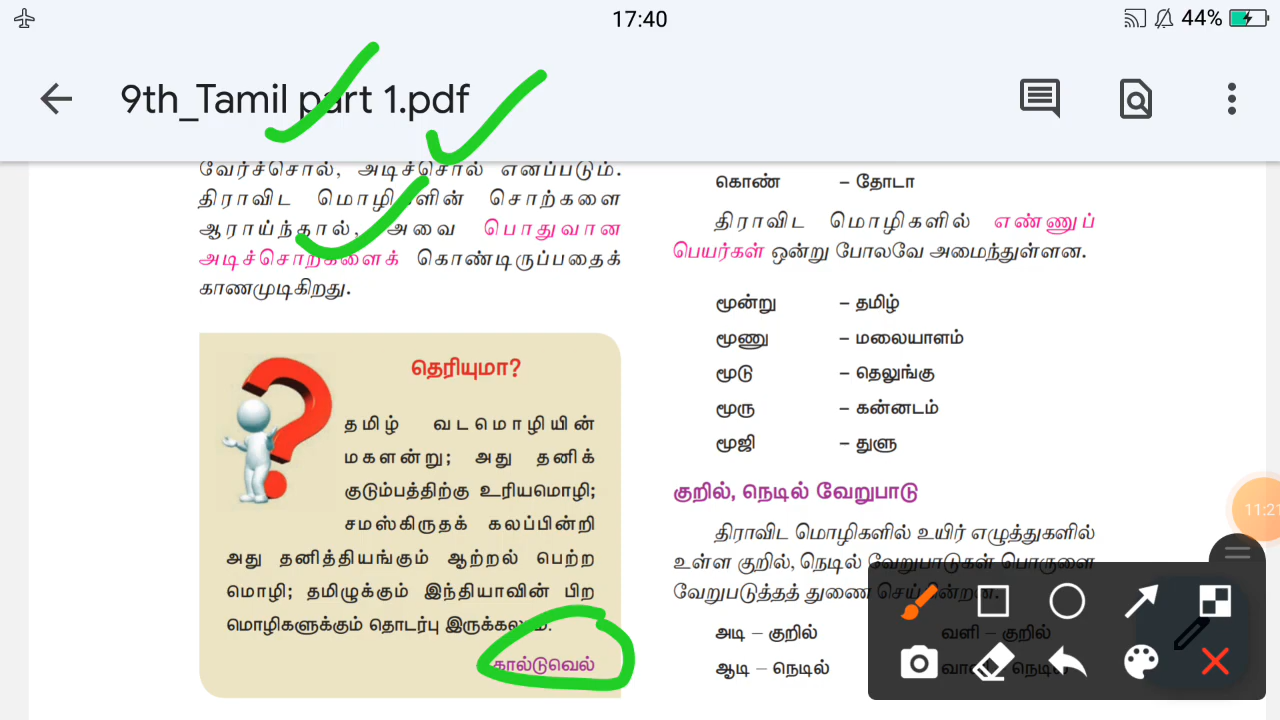 17:40
44%
9th_Tamil part 1.pdf
வேர்ச்சொல், அடிச்சொல் எனப்படும்.
திராவிட மொழிகளின் சொற்களை
ஆராய்ந்தால், அவை பொதுவான
அடிச்சொற்களைக் கொண்டிருப்பதைக்
காணமுடிகிறது.
தெரியுமா?
தமிழ் வடமொழியின்
மகளன்று; அது தனிக்
குடும்பத்திற்கு உரியமொழி;
சமஸ்கிருதக் கலப்பின்றி
அது தனித்தியங்கும் ஆற்றல் பெற்ற
மொழி; தமிழுக்கும் இந்தியாவின் பிற
மொழிகளுக்கும் தொடர்பு இருக்கலாம்.
கால்டுவெல்
கொண் – தோடா
திராவிட மொழிகளில் எண்ணுப்
பெயர்கள் ஒன்று போலவே அமைந்துள்ளன.
மூன்று – தமிழ்
மூணு – மலையாளம்
மூடு – தெலுங்கு
மூரு – கன்னடம்
மூஜி – துளு
குறில், நெடில் வேறுபாடு
திராவிட மொழிகளில் உயிர் எழுத்துகளில்
உள்ள குறில், நெடில் வேறுபாடுகள் பொருளை
வேறுபடுத்தத் துணை செய்கின்றன.
அடி – குறில் வளி – குறில்
ஆடி – நெடில் நெடில்
11:21